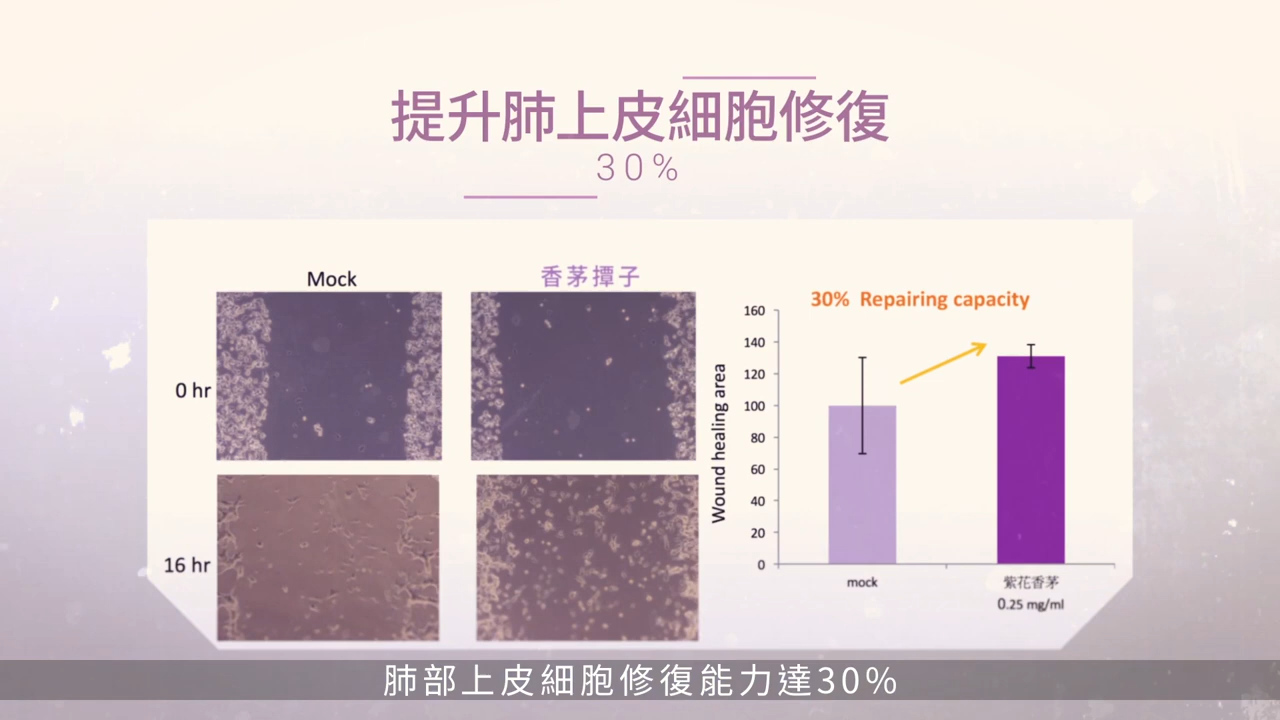 提升肺上皮細胞修復
30%
Mock
香茅撢子
0 hr
16 hr
30% Repairing capacity
Wound healing area
160
140
120
100
80
60
40
20
0
mock
紫花香茅
0.25 mg/ml
肺部上皮細胞修復能力達30%